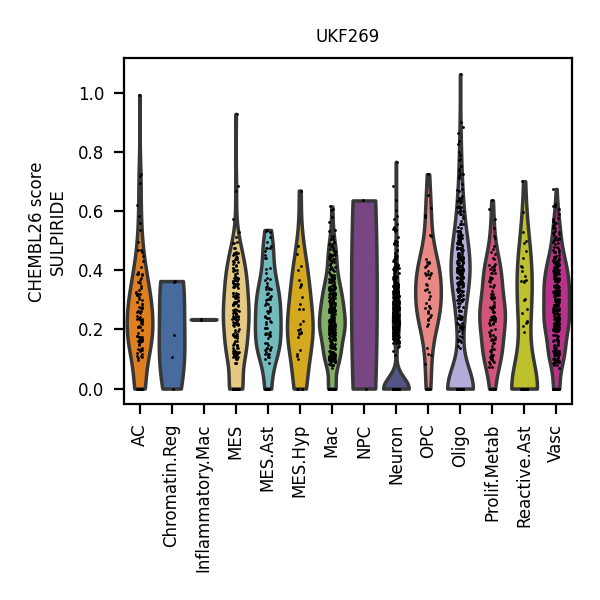 UKF269
CHEMBL26 score
SULPIRIDE
1.0
0.8
0.6
0.4
0.2
0.0
AC
Chromatin.Reg
Inflammatory.Mac
MES
MES.Ast
MES.Hyp
Mac
NPC
Neuron
OPC
Oligo
Prolif.Metab
Reactive.Ast
Vasc